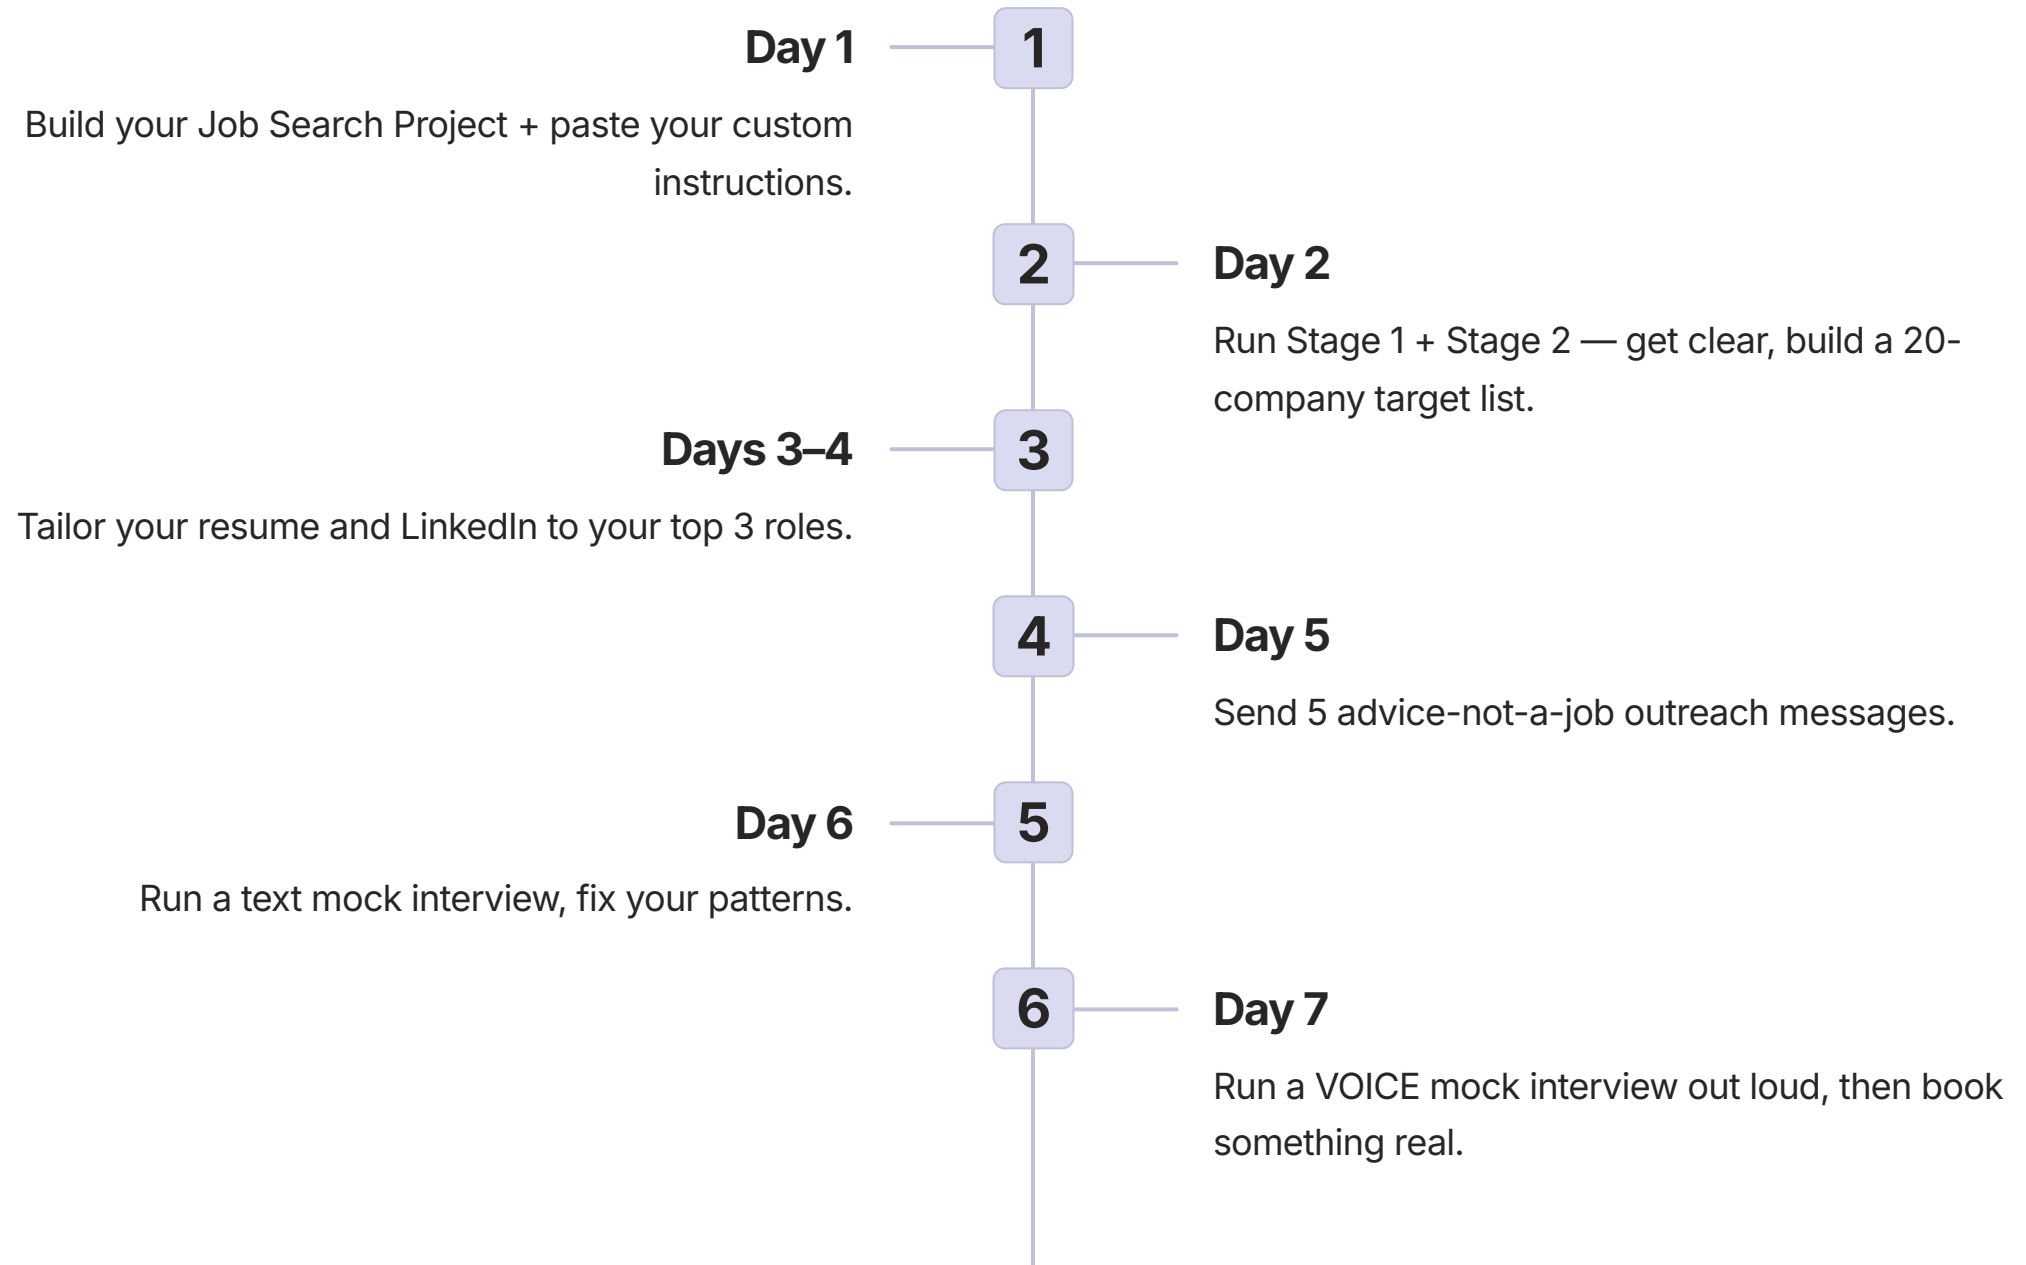 Day 1
1
Build your Job Search Project + paste your custom
instructions.
2
Day 2
Run Stage 1 + Stage 2 — get clear, build a 20-
company target list.
Days 3–4
3
Tailor your resume and LinkedIn to your top 3 roles.
4
Day 5
Send 5 advice-not-a-job outreach messages.
Day 6
5
Run a text mock interview, fix your patterns.
6
Day 7
Run a VOICE mock interview out loud, then book
something real.